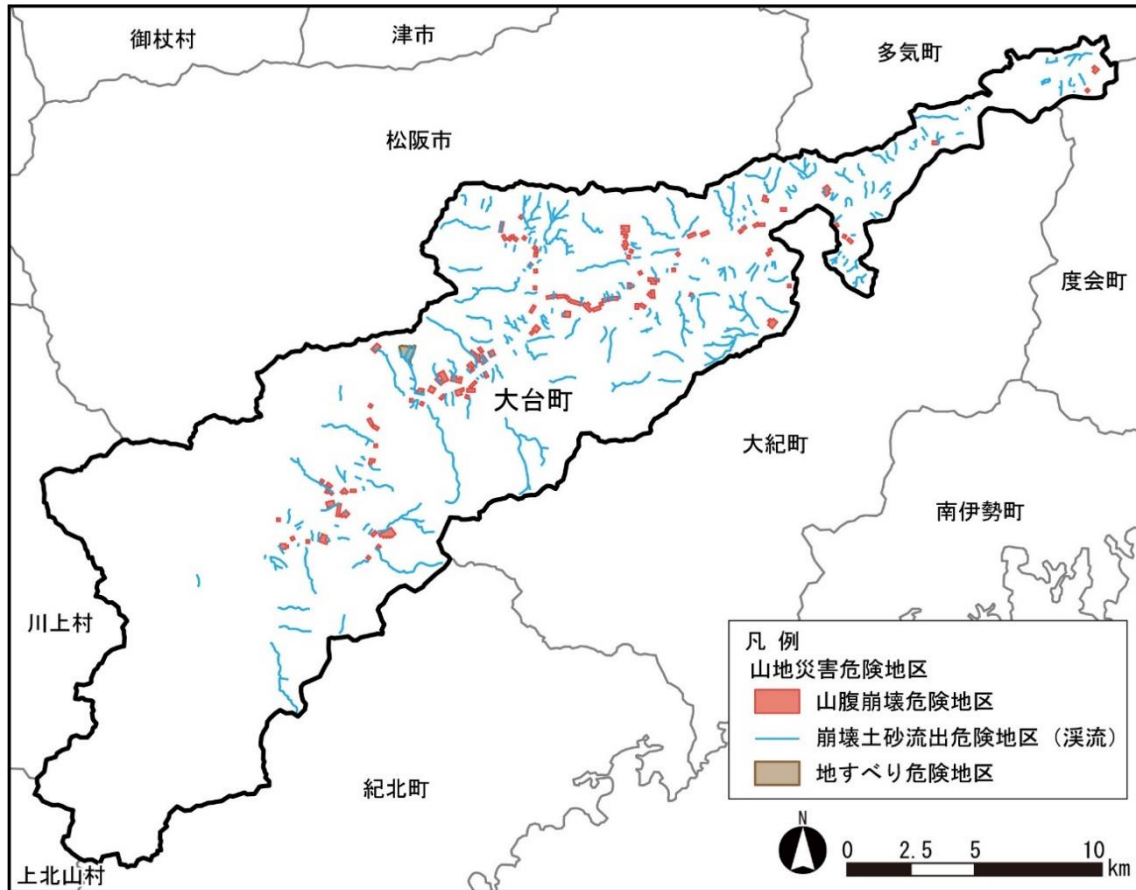 御杖村
津市
多気町
松阪市
度会町
大台町
大紀町
南伊勢町
川上村
紀北町
上北山村
凡 例
山地災害危険地区
山腹崩壊危険地区
崩壊土砂流出危険地区（渓流）
地すべり危険地区
N
0 2.5 5 10
km